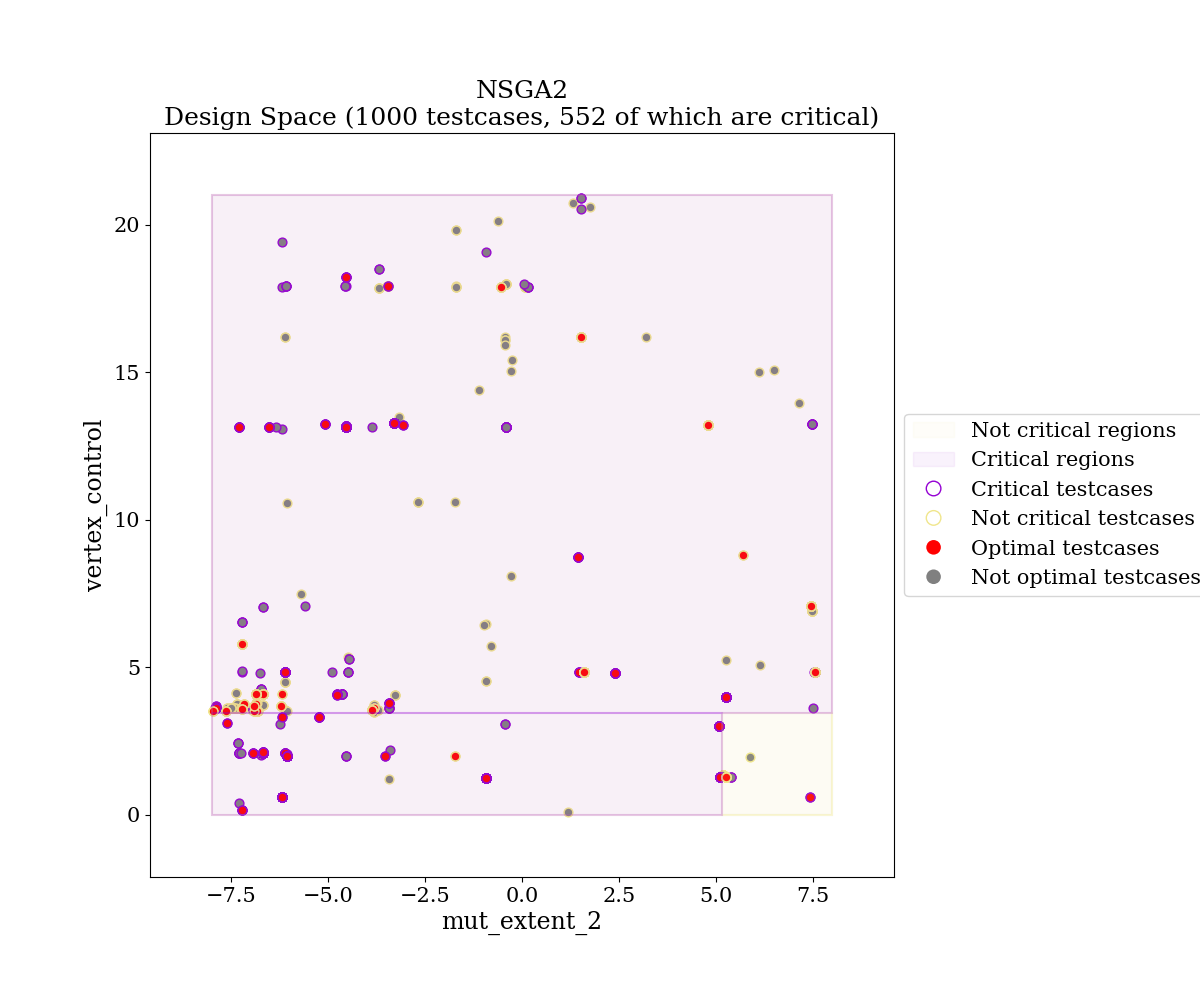 NSGA2
Design Space (1000 testcases, 552 of which are critical)
20
15
10
5
0
vertex_control
−7.5 −5.0 −2.5 0.0 2.5 5.0 7.5
mut_extent_2
Not critical regions
Critical regions
Critical testcases
Not critical testcases
Optimal testcases
Not optimal testcases